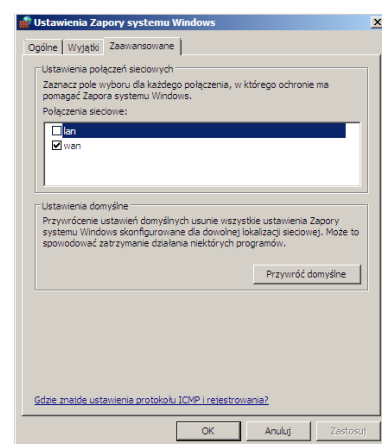 Ustawienia Zapory systemu Windows
Ogólne Wyjątki Zaawansowane
Ustawienia połączeń sieciowych
Zaznacz pole wyboru dla każdego połączenia, w którego ochronie ma
pomagać Zapora systemu Windows.
Połączenia sieciowe:
lan
wan
Ustawienia domyślne
Przywrócenie ustawień domyślnych usunie wszystkie ustawienia Zapory
systemu Windows skonfigurowane dla dowolnej lokalizacji sieciowej. Może to
spowodować zatrzymanie działania niektórych programów.
Przywróć domyślne
Gdzie znajdę ustawienia protokołu ICMP i rejestrowania?
OK Anuluj Zastosuj